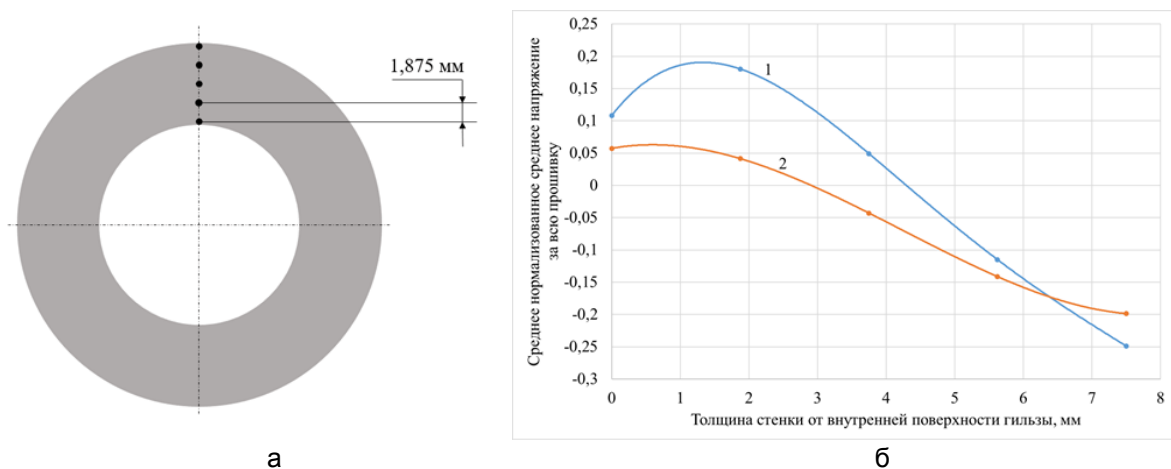 1,875 мм
а
Среднее нормализованное среднее напряжение
за всю прошивку
0,25
0,2
0,15
0,1
0,05
0
-0,05
-0,1
-0,15
-0,2
-0,25
-0,3
1
2
0 1 2 3 4 5 6 7 8
Толщина стенки от внутренней поверхности гильзы, мм
б